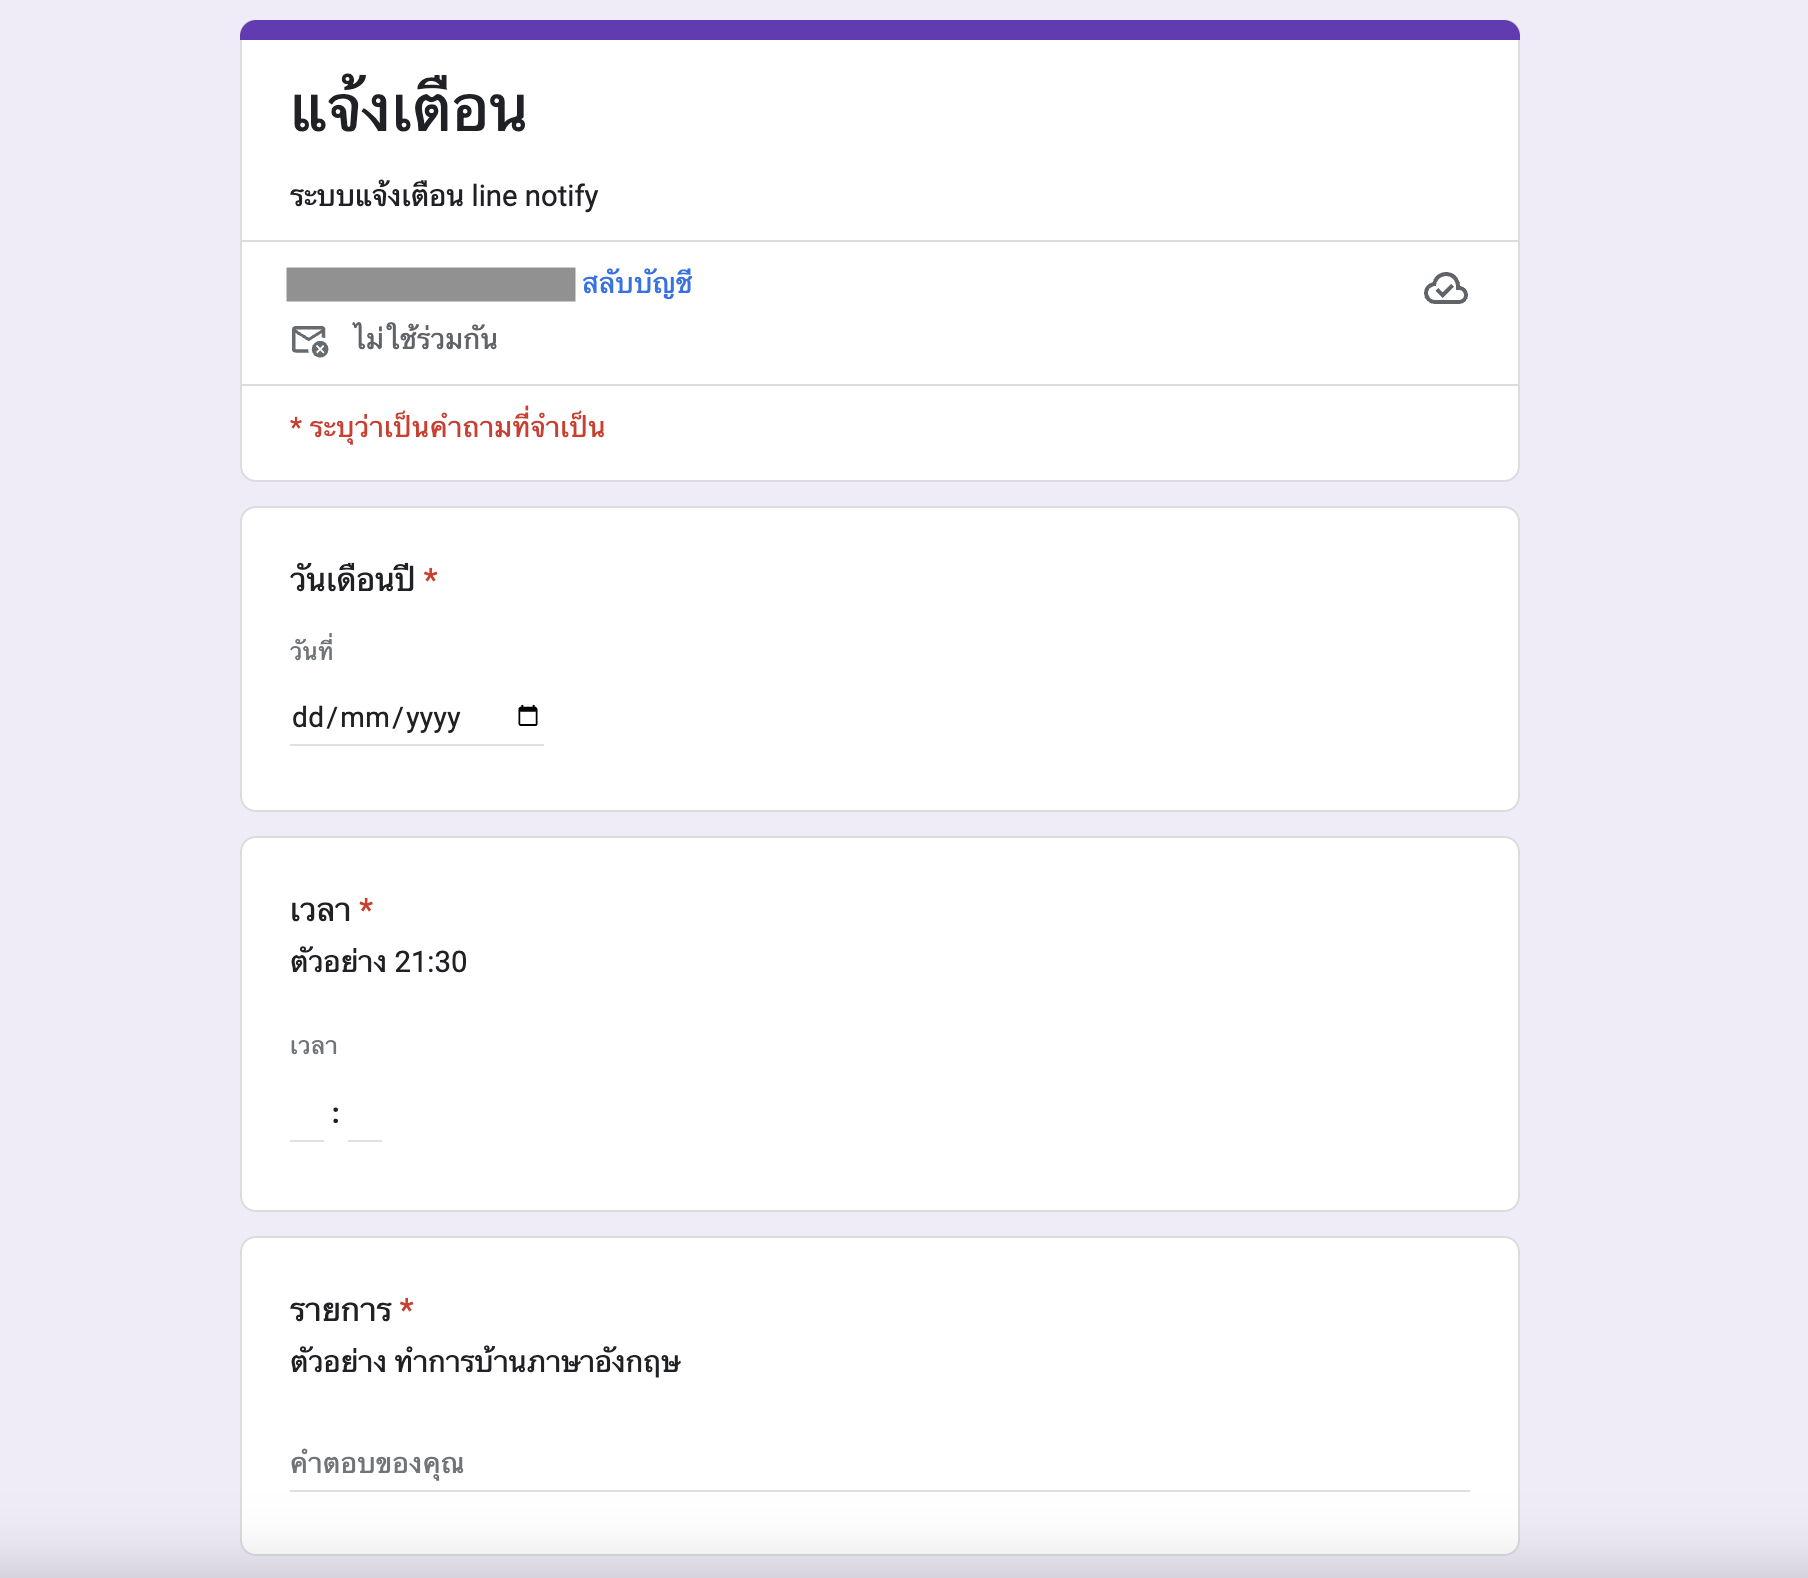 แจ้งเตือน
ระบบแจ้งเตือน line notify
สลับบัญชี
ไม่ใช้ร่วมกัน
* ระบุว่าเป็นคำถามที่จำเป็น
วันเดือนปี *
วันที่
dd/mm/yyyy
เวลา *
ตัวอย่าง 21:30
เวลา
:
รายการ *
ตัวอย่าง ทำการบ้านภาษาอังกฤษ
คำตอบของคุณ